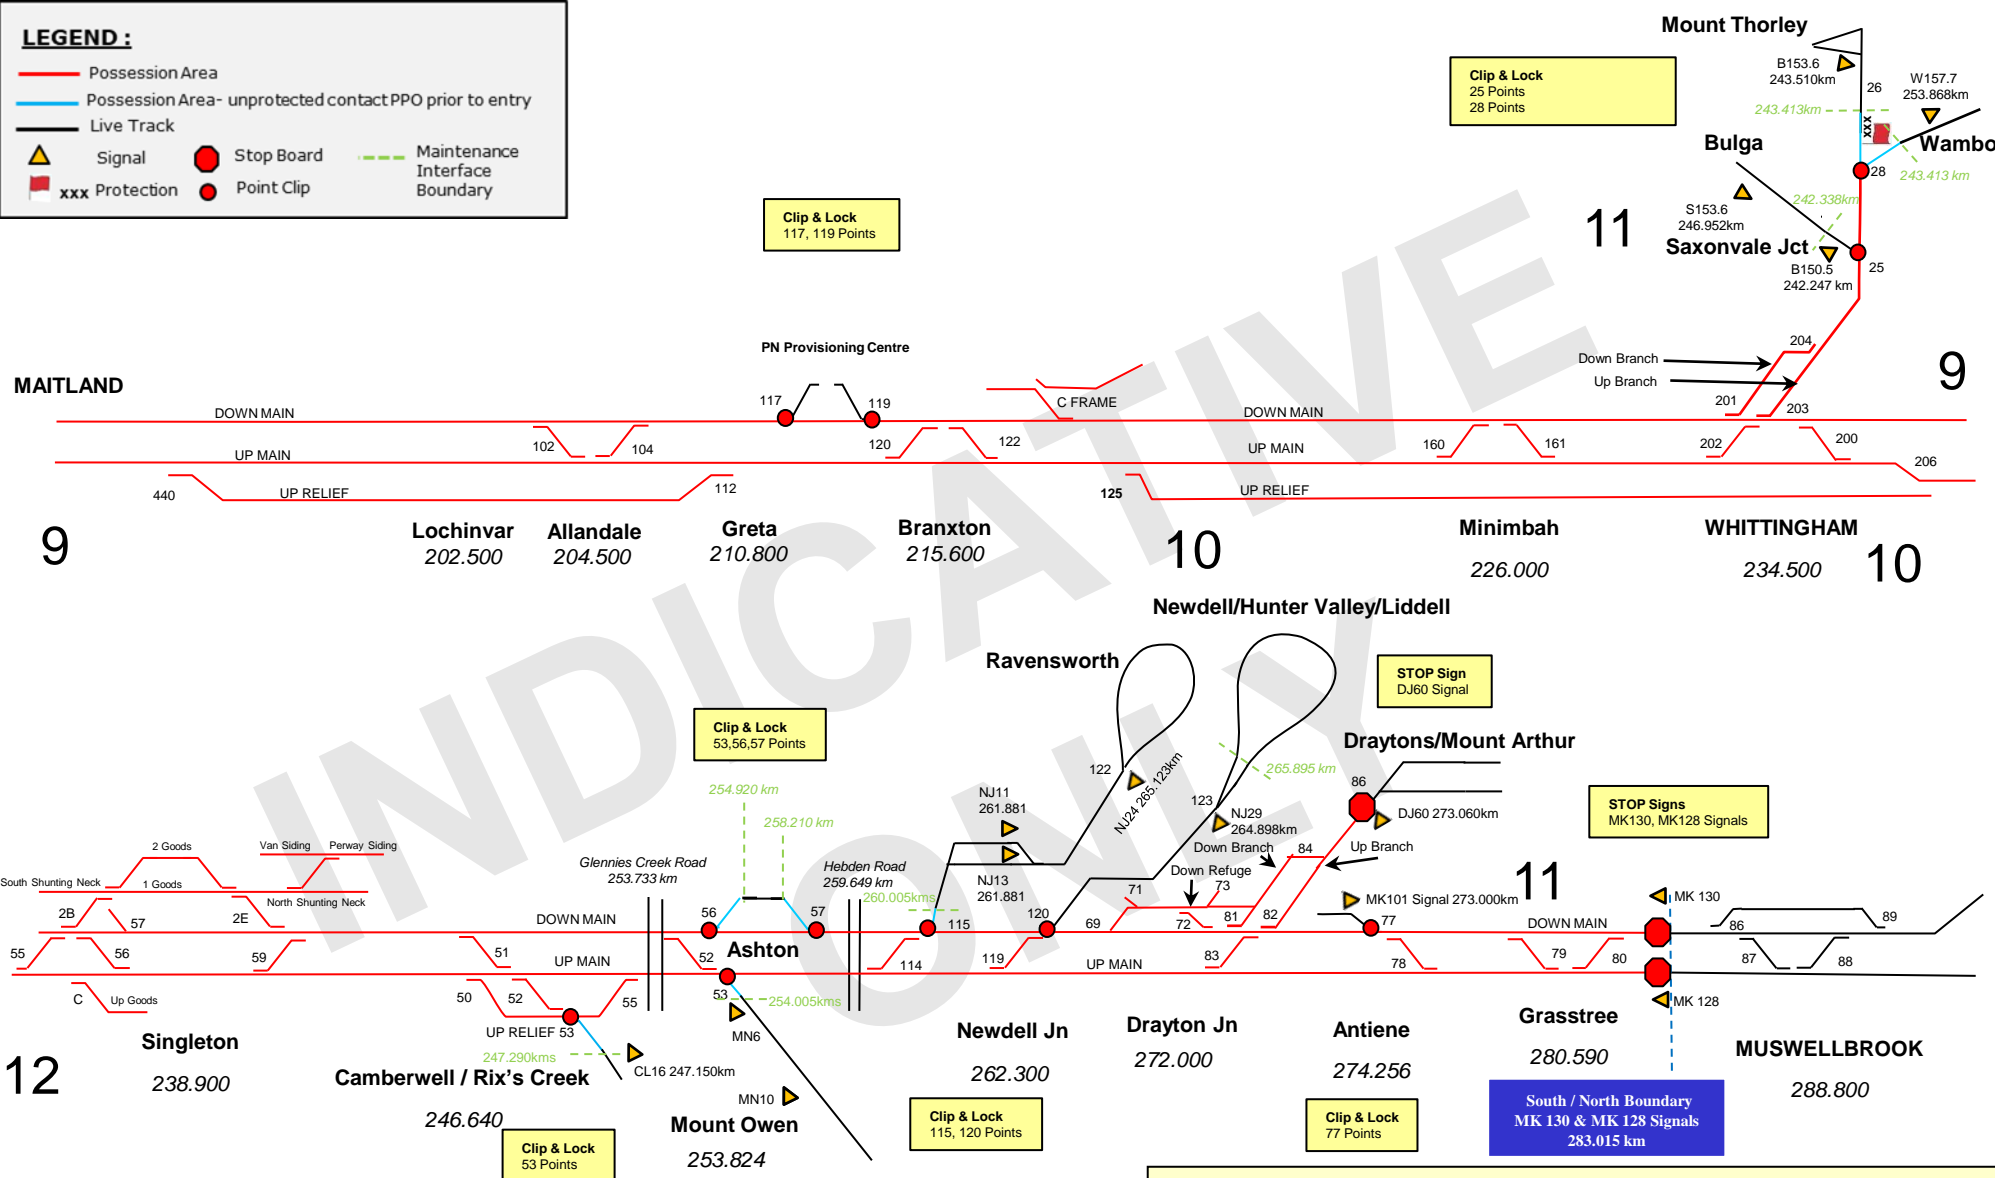 LEGEND :
Possession Area
Possession Area- unprotected contact PPO prior to entry
Live Track
Signal
Stop Board
Maintenance
Interface
Boundary
xxx Protection
Point Clip
Clip & Lock
117, 119 Points
Clip & Lock
25 Points
28 Points
Mount Thorley
B153.6
243.510km
26
W157.7
253.868km
243.413km
xxx
Wambo
Bulga
28
243.413 km
242.338km
S153.6
246.952km
11
Saxonvale Jct
B150.5
242.247 km
25
PN Provisioning Centre
204
Down Branch
Up Branch
9
MAITLAND
117
119
C FRAME
201
203
DOWN MAIN
DOWN MAIN
102
104
120
122
160
161
202
200
UP MAIN
UP MAIN
206
440
UP RELIEF
112
125
UP RELIEF
9
Lochinvar
202.500
Allandale
204.500
Greta
210.800
Branxton
215.600
10
Minimbah
226.000
WHITTINGHAM
234.500
10
INDICATIVE
ONLY
Newdell/Hunter Valley/Liddell
Ravensworth
STOP Sign
DJ60 Signal
Clip & Lock
53,56,57 Points
Draytons/Mount Arthur
265.895 km
122
NJ24 265.123km
86
254.920 km
NJ11
261.881
123
NJ29
264.898km
DJ60 273.060km
STOP Signs
MK130, MK128 Signals
258.210 km
2 Goods
Van Siding
Perway Siding
Glennies Creek Road
253.733 km
Hebden Road
259.649 km
Down Branch
84
Up Branch
NJ13
261.881
Down Refuge
South Shunting Neck
1 Goods
North Shunting Neck
260.005kms
71
73
11
MK101 Signal 273.000km
MK 130
2B
57
2E
DOWN MAIN
56
57
115
120
69
72
81
82
77
DOWN MAIN
86
89
55
56
59
51
UP MAIN
52
Ashton
114
119
UP MAIN
83
78
79
80
87
88
C
Up Goods
50
52
55
53
254.005kms
MK 128
UP RELIEF
53
MN6
Singleton
238.900
12
247.290kms
CL16 247.150km
Camberwell / Rix's Creek
246.640
MN10
Mount Owen
253.824
Newdell Jn
262.300
Drayton Jn
272.000
Antiene
274.256
Grasstree
280.590
MUSWELLBROOK
288.800
Clip & Lock
53 Points
Clip & Lock
115, 120 Points
Clip & Lock
77 Points
South / North Boundary
MK 130 & MK 128 Signals
283.015 km